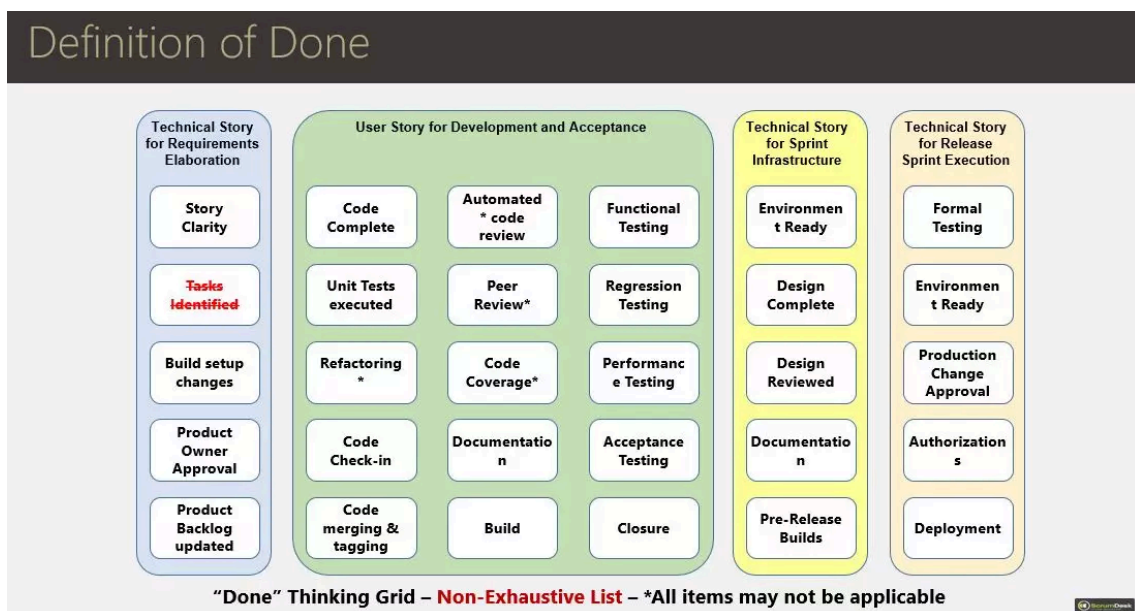 Definition of Done
Technical Story
for Requirements
Elaboration
Story
Clarity
Tasks
Identified
Build setup
changes
Product
Owner
Approval
Product
Backlog
updated
User Story for Development and Acceptance
Code
Complete
Unit Tests
executed
Refactoring
*
Code
Check-in
Code
merging &
tagging
Automated
* code
review
Peer
Review*
Code
Coverage*
Documentatio
n
Build
Functional
Testing
Regression
Testing
Performanc
e Testing
Acceptance
Testing
Closure
Technical Story
for Sprint
Infrastructure
Environmen
t Ready
Design
Complete
Design
Reviewed
Documentatio
n
Pre-Release
Builds
Technical Story
for Release
Sprint Execution
Formal
Testing
Environmen
t Ready
Production
Change
Approval
Authorization
s
Deployment
"Done" Thinking Grid – Non-Exhaustive List – *All items may not be applicable
ScrumDesk